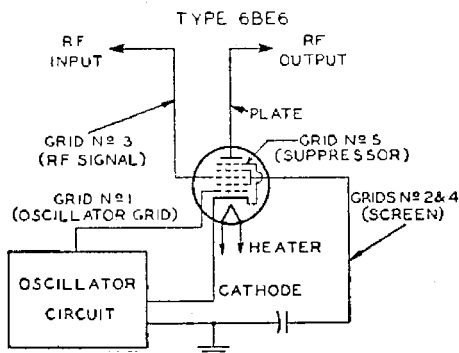 TYPE 6BE6
RF
INPUT
RF
OUTPUT
PLATE
GRID Nº 3
(RF SIGNAL)
GRID Nº 5
(SUPPRESSOR)
GRID Nº 1
(OSCILLATOR GRID)
GRIDS Nº 2 & 4
(SCREEN)
HEATER
CATHODE
OSCILLATOR
CIRCUIT